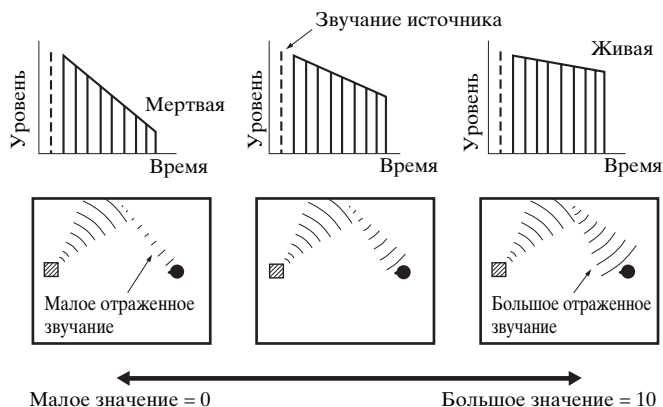 Звучание источника
Уровень
Мертвая
Время
Уровень
Время
Уровень
Живая
Время
Малое отраженное
звучание
Большое отраженное
звучание
Малое значение = 0
Большое значение = 10